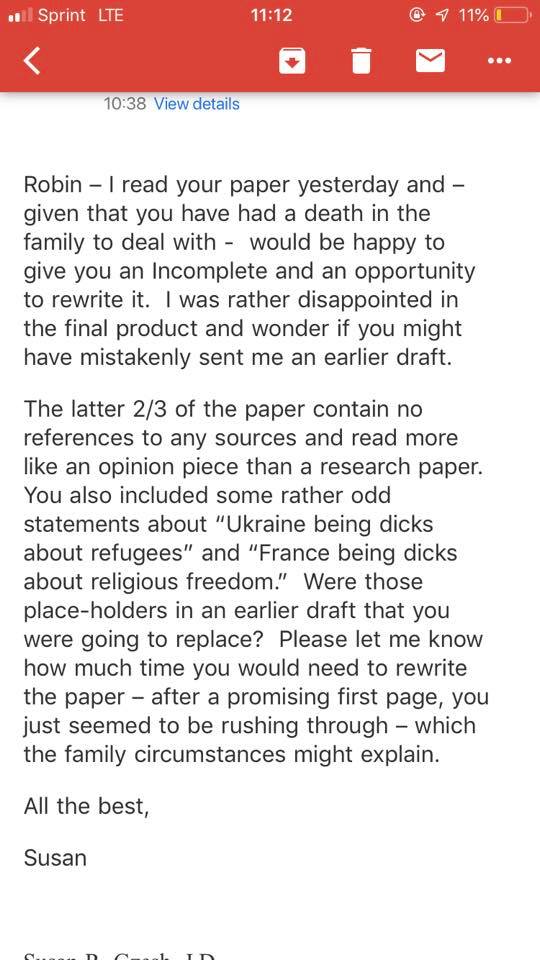 Sprint LTE 11:12 11%
10:38 View details
Robin – I read your paper yesterday and –
given that you have had a death in the
family to deal with - would be happy to
give you an Incomplete and an opportunity
to rewrite it. I was rather disappointed in
the final product and wonder if you might
have mistakenly sent me an earlier draft.
The latter 2/3 of the paper contain no
references to any sources and read more
like an opinion piece than a research paper.
You also included some rather odd
statements about “Ukraine being dicks
about refugees” and “France being dicks
about religious freedom.” Were those
place-holders in an earlier draft that you
were going to replace? Please let me know
how much time you would need to rewrite
the paper – after a promising first page, you
just seemed to be rushing through – which
the family circumstances might explain.
All the best,
Susan
Susan